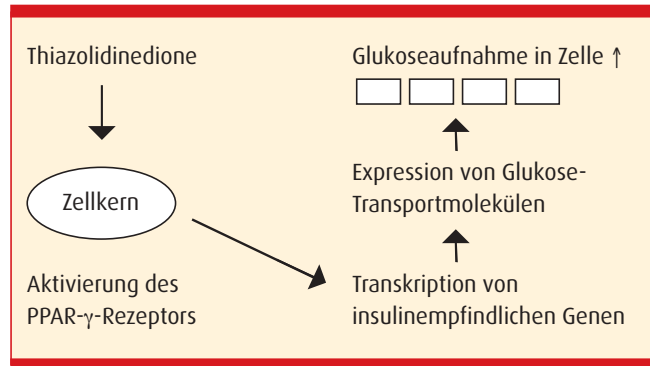 Thiazolidinedione
Zellkern
Aktivierung des
PPAR-γ-Rezeptors
Transkription von
insulinempfindlichen Genen
Expression von Glukose-
Transportmolekülen
Glukoseaufnahme in Zelle ↑